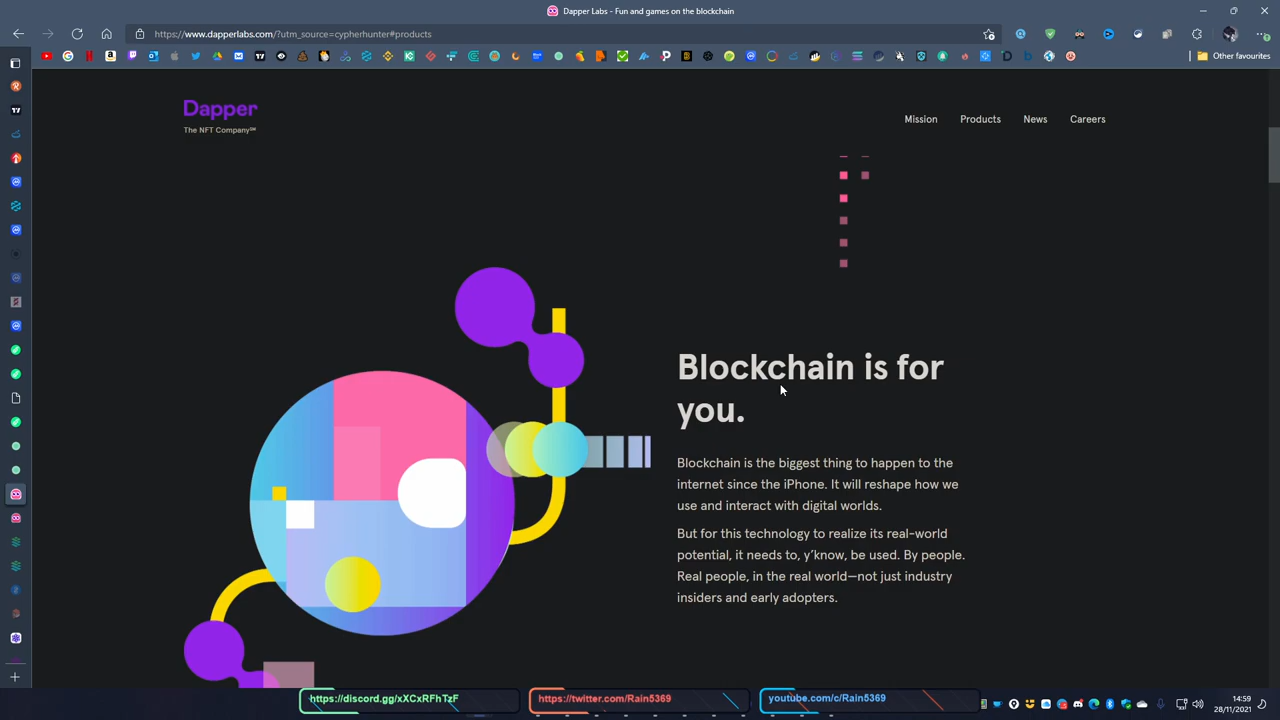 Dapper Labs - Fun and games on the blockchain
https://www.dapperlabs.com/?utm_source=cypherhunter#products
Other favourites
Dapper
The NFT Company℠
Mission
Products
News
Careers
Blockchain is for
you.
Blockchain is the biggest thing to happen to the
internet since the iPhone. It will reshape how we
use and interact with digital worlds.
But for this technology to realize its real-world
potential, it needs to, y'know, be used. By people.
Real people, in the real world—not just industry
insiders and early adopters.
https://discord.gg/xXCxRFhTzF
https://twitter.com/Rain5369
youtube.com/c/Rain5369
14:59
28/11/2021